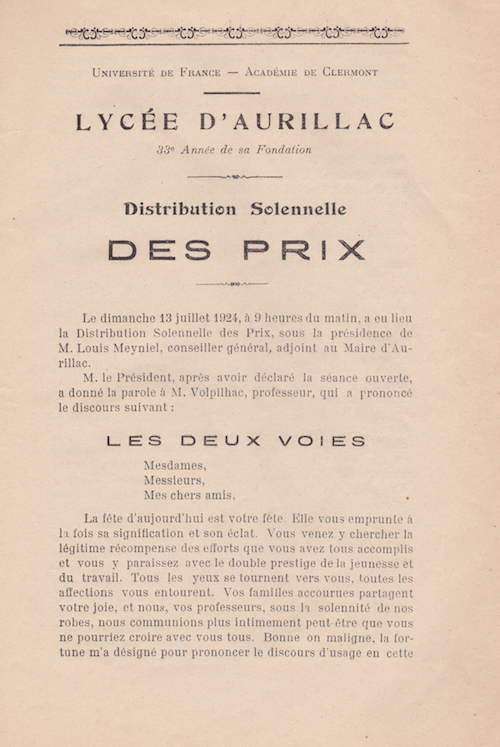 Université de France — Académie de Clermont
LYCÉE D'AURILLAC
33e Année de sa Fondation
Distribution Solennelle
DES PRIX
Le dimanche 13 juillet 1924, à 9 heures du matin, a eu lieu
la Distribution Solennelle des Prix, sous la présidence de
M. Louis Meyniel, conseiller général, adjoint au Maire d'Au-
rillac.
M. le Président, après avoir déclaré la séance ouverte,
a donné la parole à M. Volpilhac, professeur, qui a prononcé
le discours suivant :
LES DEUX VOIES
Mesdames,
Messieurs,
Mes chers amis,
La fête d'aujourd'hui est votre fête. Elle vous emprunte à
la fois sa signification et son éclat. Vous venez y chercher la
légitime récompense des efforts que vous avez tous accomplis
et vous y paraissez avec le double prestige de la jeunesse et
du travail. Tous les yeux se tournent vers vous, toutes les
affections vous entourent. Vos familles accourues partagent
votre joie, et nous, vos professeurs, sous la solennité de nos
robes, nous communions plus intimement peut-être que vous
ne pourriez croire avec vous tous. Bonne on maligne, la for-
tune m'a désigné pour prononcer le discours d'usage en cette